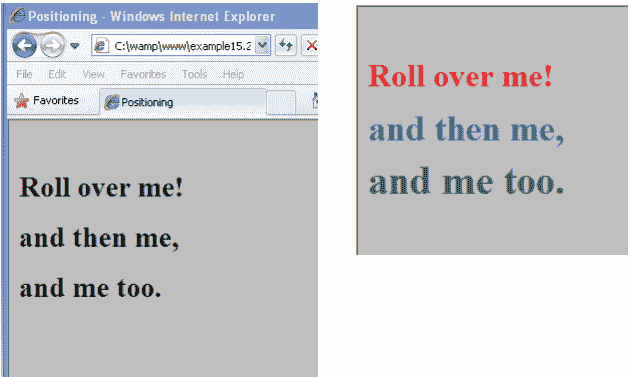 Positioning - Windows Internet Explorer
C:\wamp\www\example15.2
File Edit View Favorites Tools Help
Favorites Positioning
Roll over me!
and then me,
and me too.
Roll over me!
and then me,
and me too.